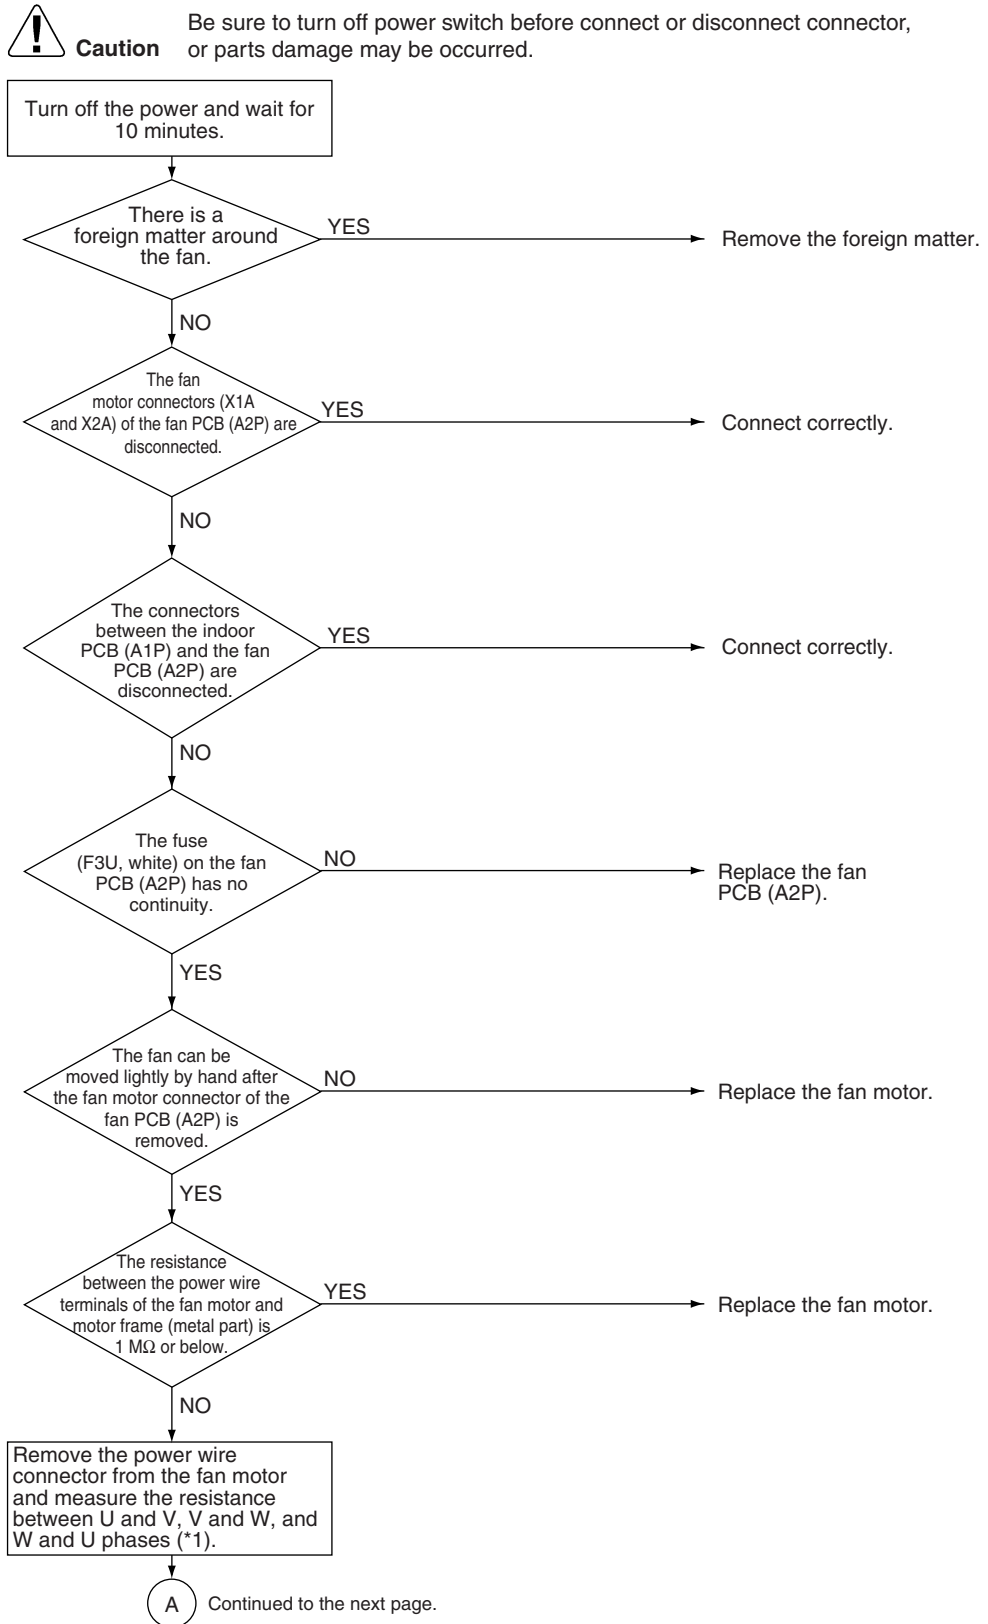 Caution
Be sure to turn off power switch before connect or disconnect connector,
or parts damage may be occurred.
Turn off the power and wait for
10 minutes.
There is a
foreign matter around
the fan.
YES
Remove the foreign matter.
NO
The fan
motor connectors (X1A
and X2A) of the fan PCB (A2P) are
disconnected.
YES
Connect correctly.
NO
The connectors
between the indoor
PCB (A1P) and the fan
PCB (A2P) are
disconnected.
YES
Connect correctly.
NO
The fuse
(F3U, white) on the fan
PCB (A2P) has no
continuity.
NO
Replace the fan
PCB (A2P).
YES
The fan can be
moved lightly by hand after
the fan motor connector of the
fan PCB (A2P) is
removed.
NO
Replace the fan motor.
YES
The resistance
between the power wire
terminals of the fan motor and
motor frame (metal part) is
1 MΩ or below.
YES
Replace the fan motor.
NO
Remove the power wire
connector from the fan motor
and measure the resistance
between U and V, V and W, and
W and U phases (*1).
A
Continued to the next page.